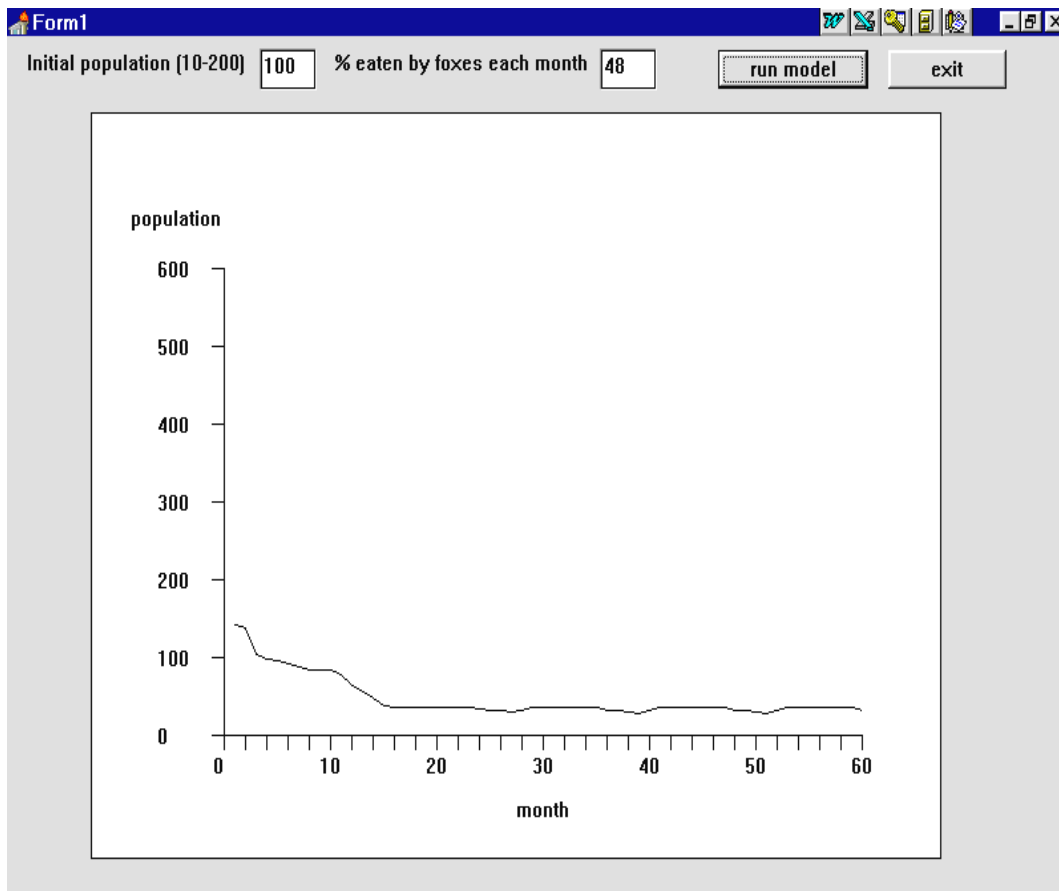 Form1
Initial population (10-200) 100 % eaten by foxes each month 48 run model exit
population
600
500
400
300
200
100
0
0 10 20 30 40 50 60
month